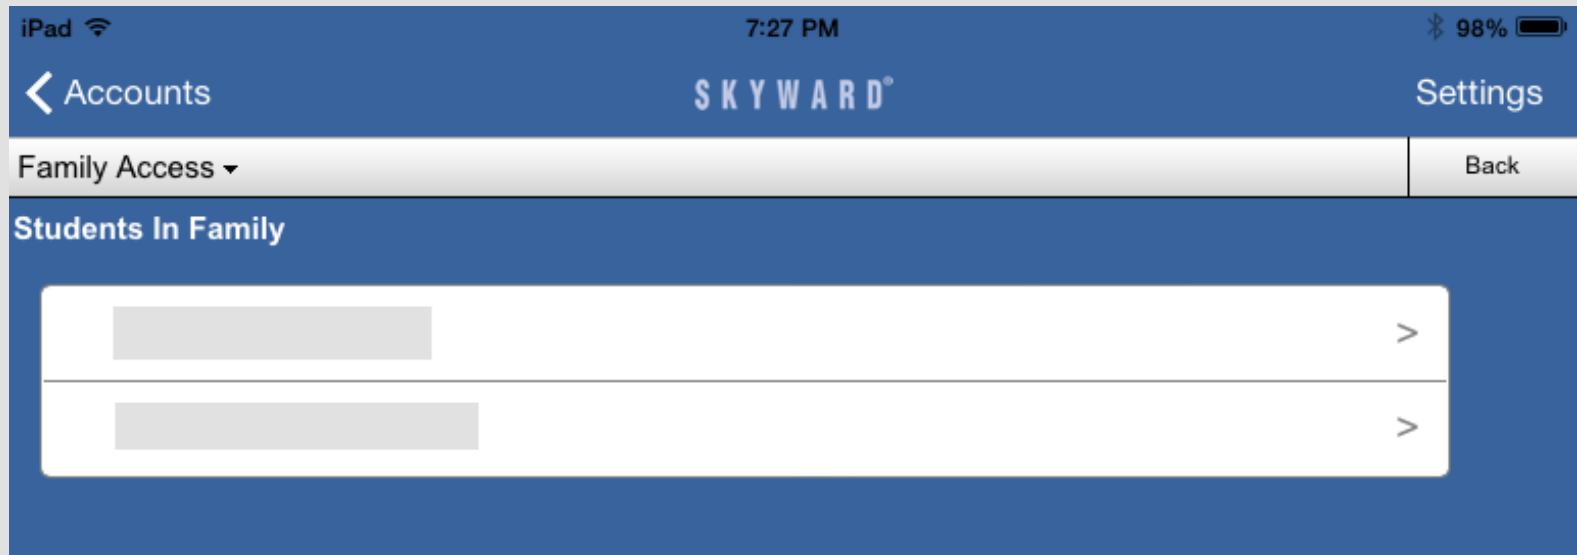 iPad 7:27 PM 98%
Accounts SKYWARD® Settings
Family Access Back
Students In Family
>
>